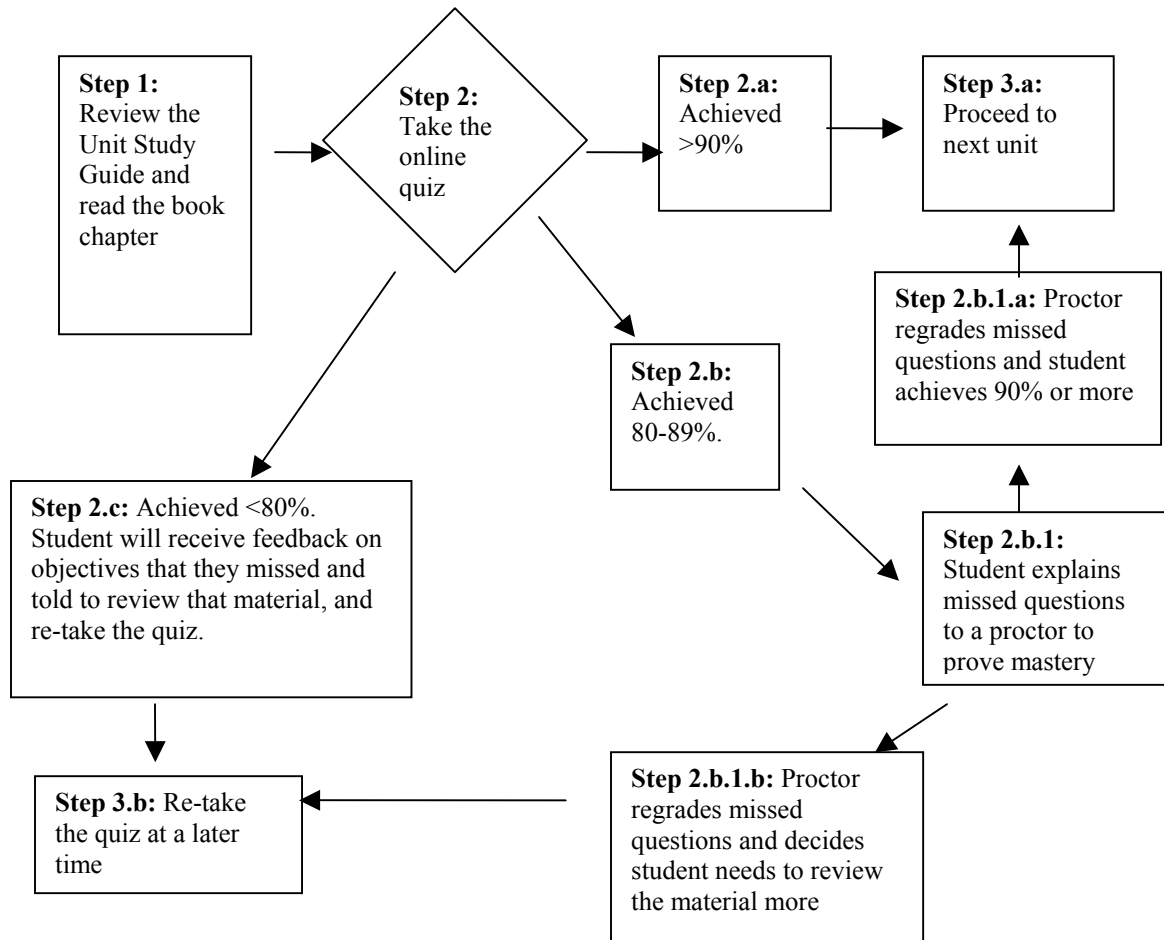 Step 1:
Review the
Unit Study
Guide and
read the book
chapter
Step 2:
Take the
online
quiz
Step 2.a:
Achieved
>90%
Step 3.a:
Proceed to
next unit
Step 2.b.1.a: Proctor
regrades missed
questions and student
achieves 90% or more
Step 2.b:
Achieved
80-89%.
Step 2.c: Achieved <80%.
Student will receive feedback on
objectives that they missed and
told to review that material, and
re-take the quiz.
Step 2.b.1:
Student explains
missed questions
to a proctor to
prove mastery
Step 3.b: Re-take
the quiz at a later
time
Step 2.b.1.b: Proctor
regrades missed
questions and decides
student needs to review
the material more